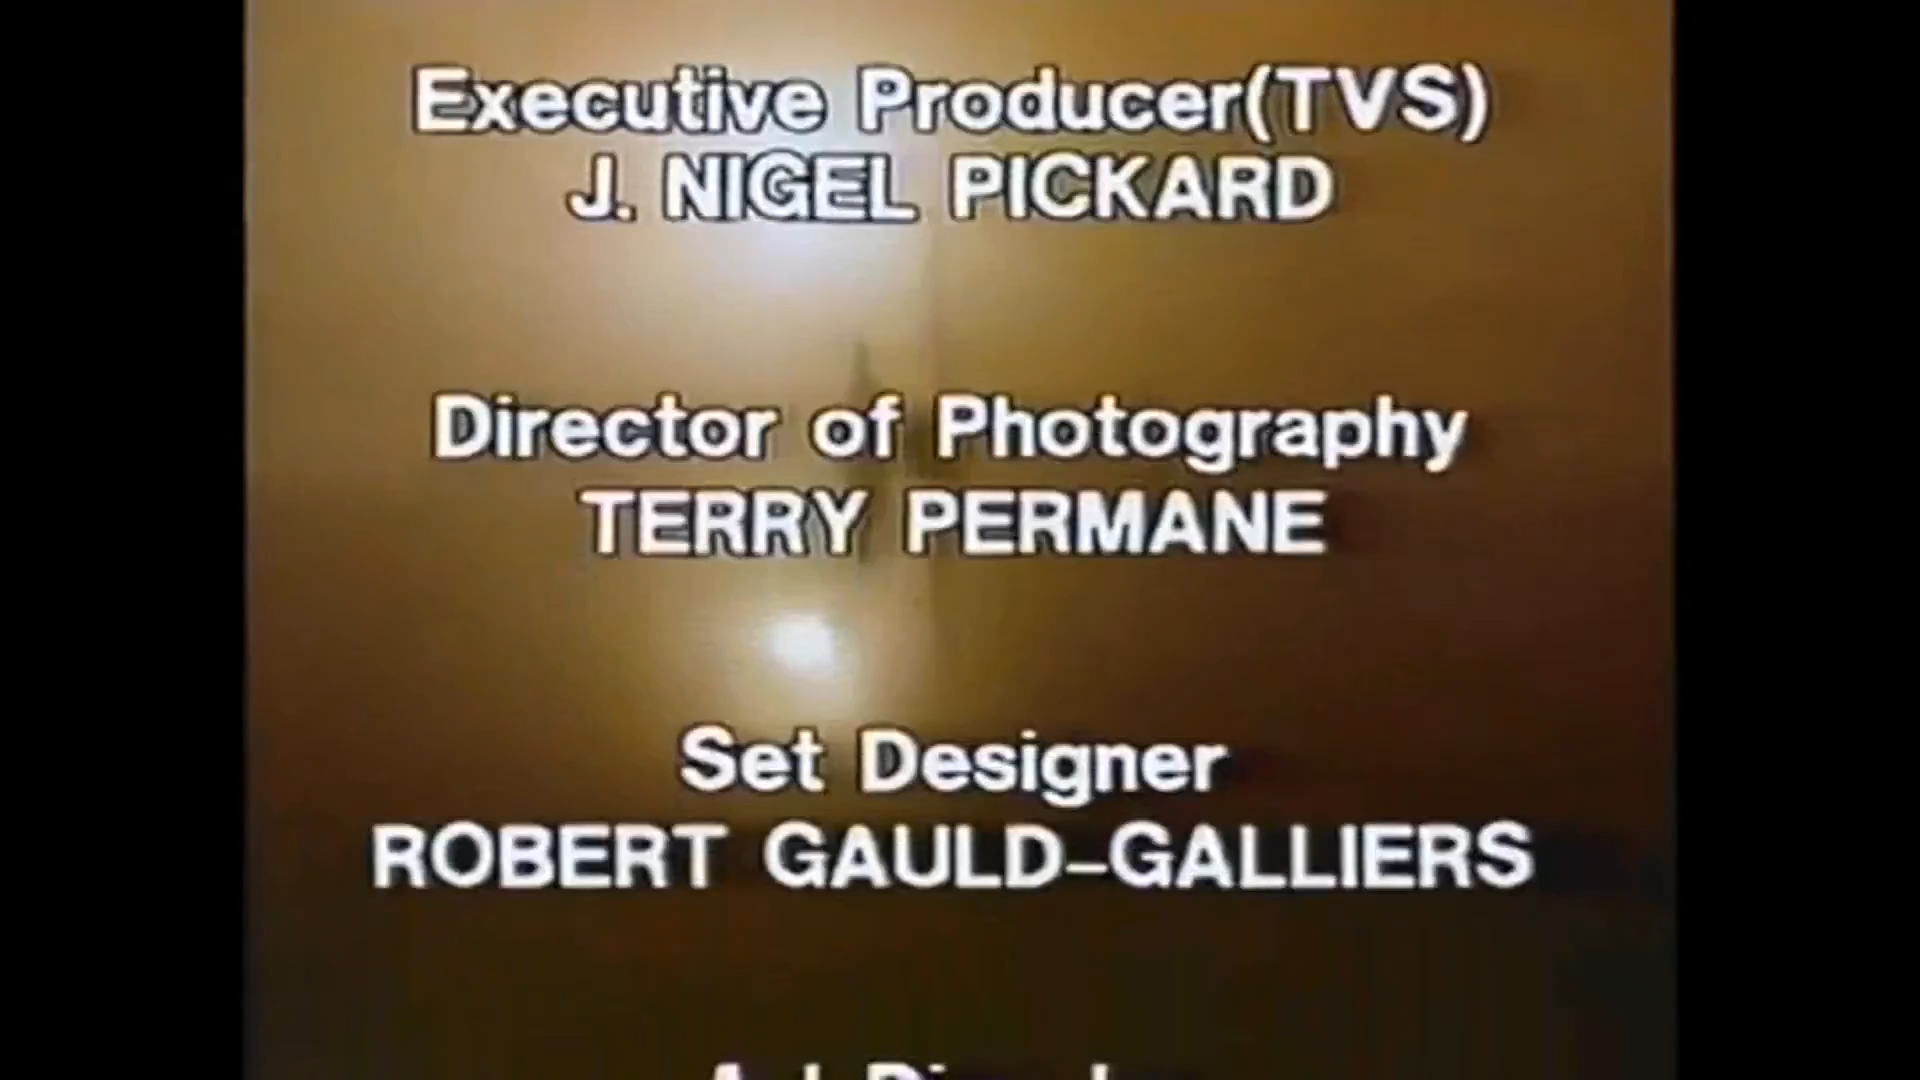 Executive Producer(TVS)
J. NIGEL PICKARD
Director of Photography
TERRY PERMANE
Set Designer
ROBERT GAULD-GALLIERS